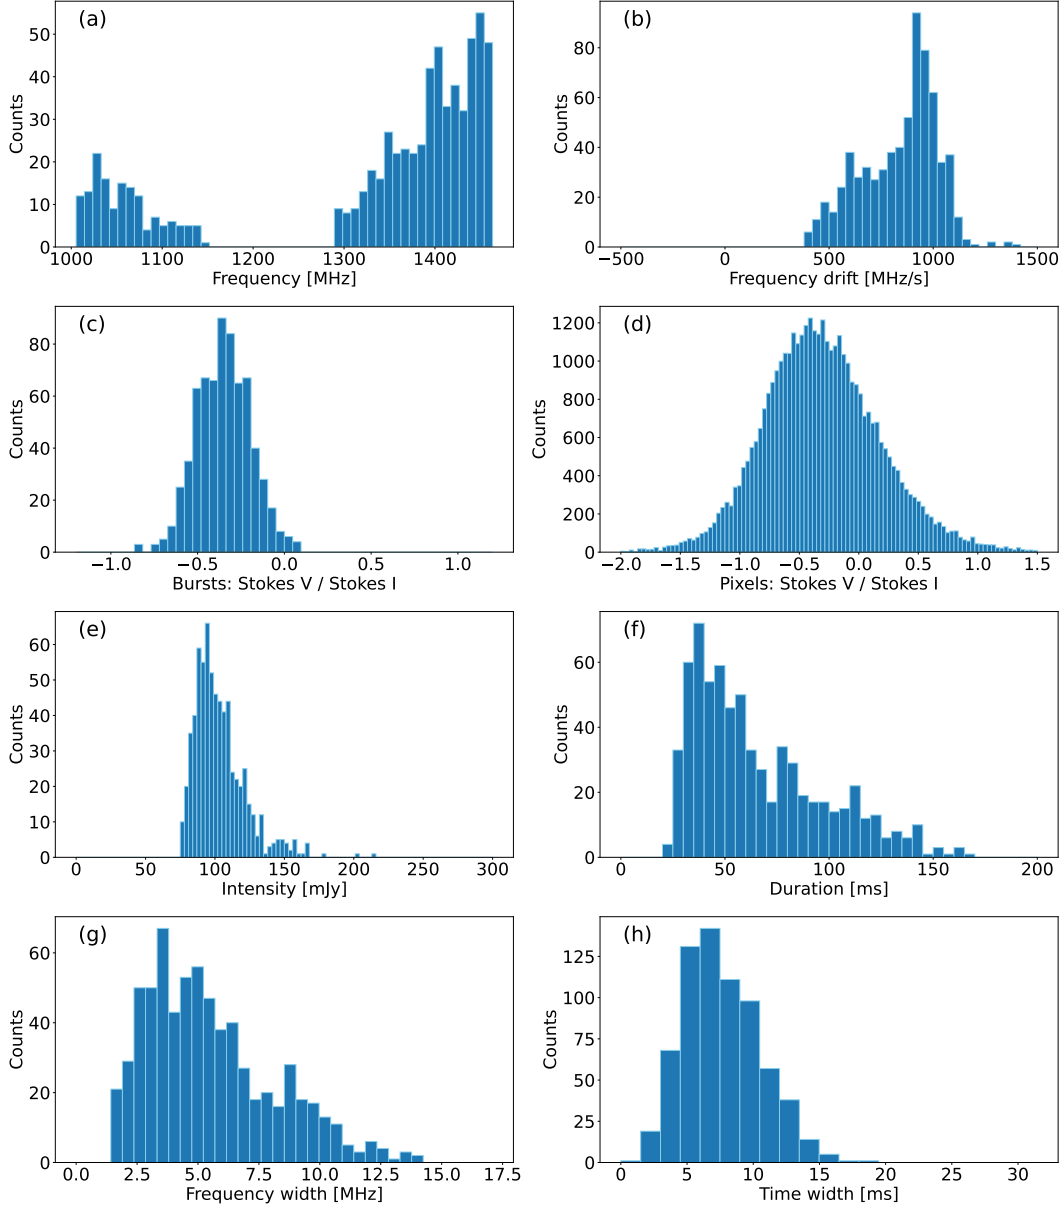 (a)
Counts
50
40
30
20
10
0
1000 1100 1200 1300 1400
Frequency [MHz]
(b)
Counts
80
60
40
20
0
−500 0 500 1000 1500
Frequency drift [MHz/s]
(c)
Counts
80
60
40
20
0
−1.0 −0.5 0.0 0.5 1.0
Bursts: Stokes V / Stokes I
(d)
Counts
1200
1000
800
600
400
200
0
−2.0 −1.5 −1.0 −0.5 0.0 0.5 1.0 1.5
Pixels: Stokes V / Stokes I
(e)
Counts
60
50
40
30
20
10
0
0 50 100 150 200 250 300
Intensity [mJy]
(f)
Counts
60
40
20
0
0 50 100 150 200
Duration [ms]
(g)
Counts
60
40
20
0
0.0 2.5 5.0 7.5 10.0 12.5 15.0 17.5
Frequency width [MHz]
(h)
Counts
125
100
75
50
25
0
0 5 10 15 20 25 30
Time width [ms]